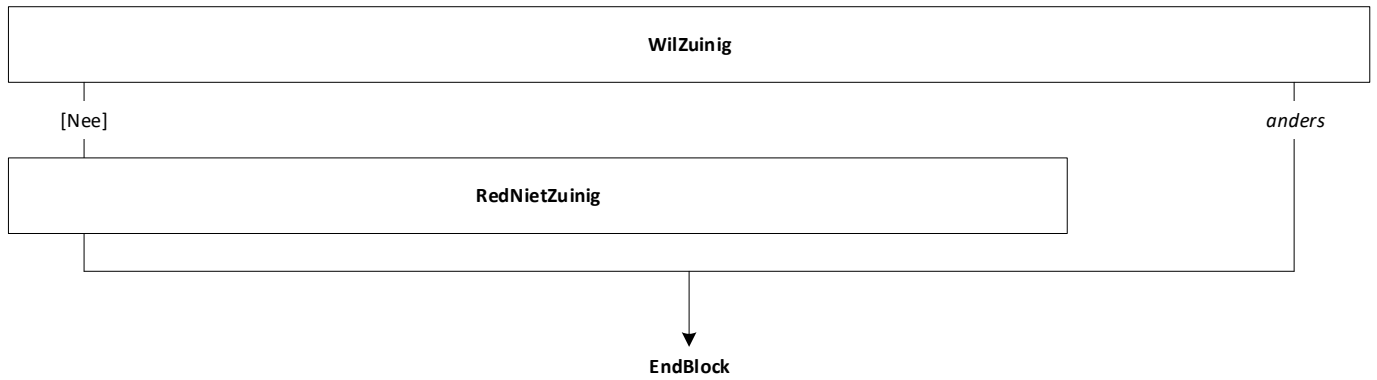 WilZuinig
[Nee]
anders
RedNietZuinig
EndBlock